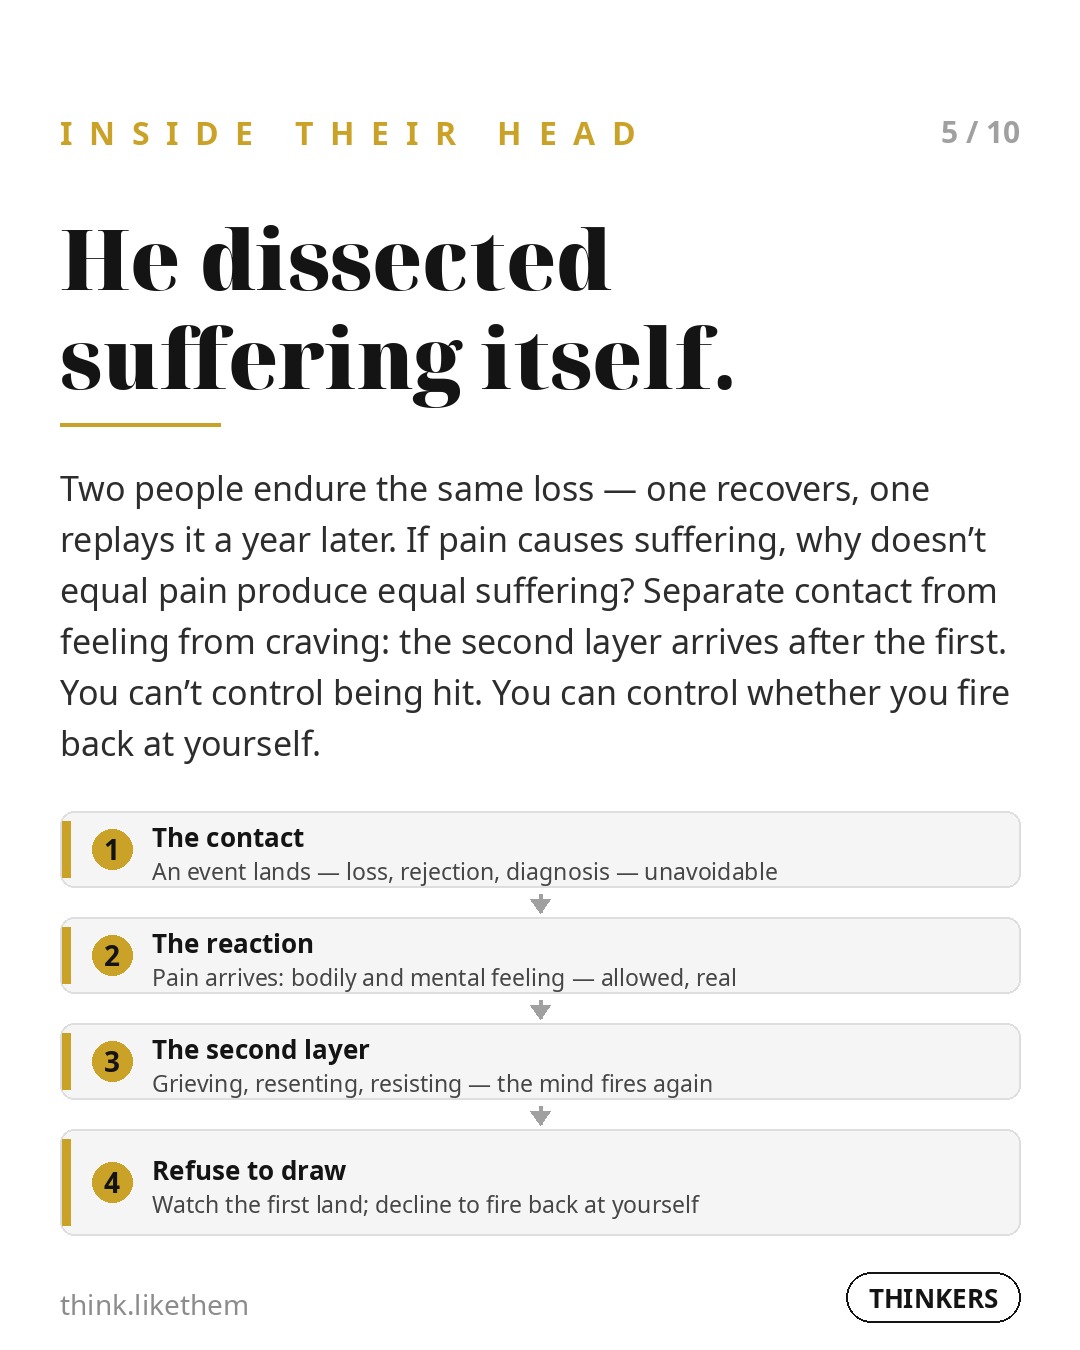 INSIDE THEIR HEAD
5 / 10
He dissected
suffering itself.
Two people endure the same loss — one recovers, one
replays it a year later. If pain causes suffering, why doesn’t
equal pain produce equal suffering? Separate contact from
feeling from craving: the second layer arrives after the first.
You can’t control being hit. You can control whether you fire
back at yourself.
1
The contact
An event lands — loss, rejection, diagnosis — unavoidable
2
The reaction
Pain arrives: bodily and mental feeling — allowed, real
3
The second layer
Grieving, resenting, resisting — the mind fires again
4
Refuse to draw
Watch the first land; decline to fire back at yourself
think.likethem
THINKERS